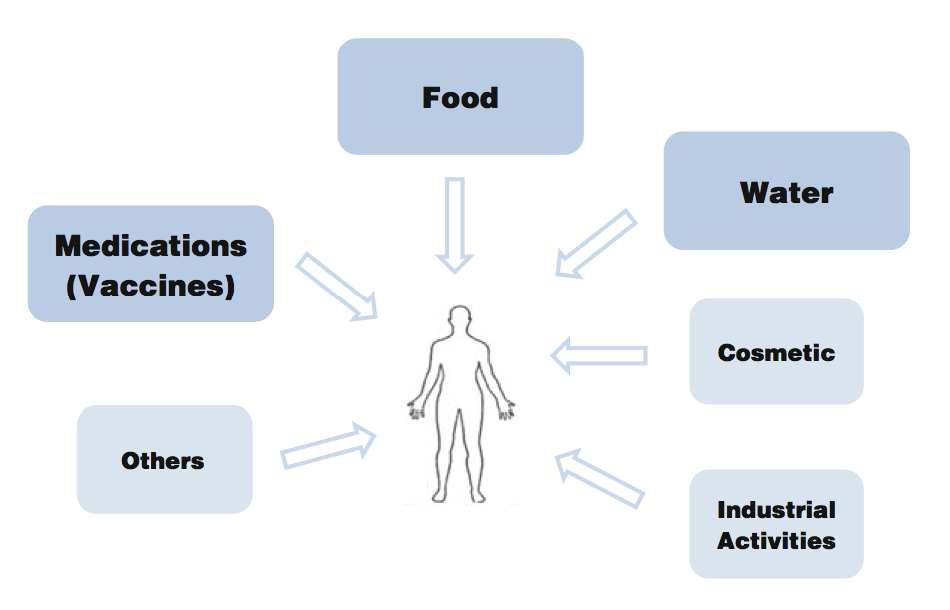 Food
Water
Medications
(Vaccines)
Cosmetic
Others
Industrial
Activities